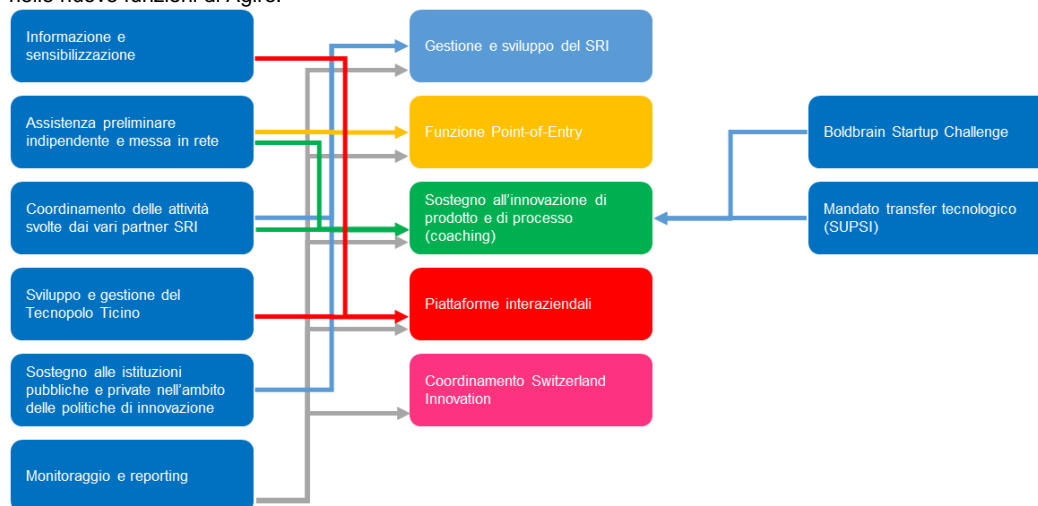 nelle nuove funzioni di Agire.
Informazione e
sensibilizzazione
Assistenza preliminare
indipendente e messa in rete
Coordinamento delle attività
svolte dai vari partner SRI
Sviluppo e gestione del
Tecnopolo Ticino
Sostegno alle istituzioni
pubbliche e private nell'ambito
delle politiche di innovazione
Monitoraggio e reporting
Gestione e sviluppo del SRI
Funzione Point-of-Entry
Sostegno all'innovazione di
prodotto e di processo
(coaching)
Piattaforme interaziendali
Coordinamento Switzerland
Innovation
Boldbrain Startup Challenge
Mandato transfer tecnologico
(SUPSI)